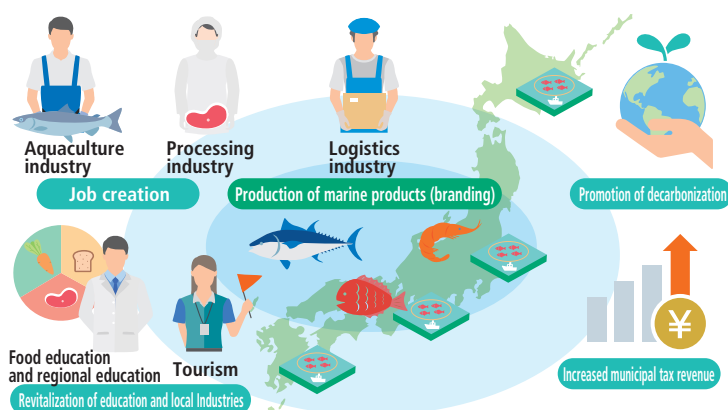 Aquaculture
industry
Processing
industry
Logistics
industry
Job creation
Production of marine products (branding)
Promotion of decarbonization
Food education
and regional education
Tourism
Revitalization of education and local Industries
¥
Increased municipal tax revenue